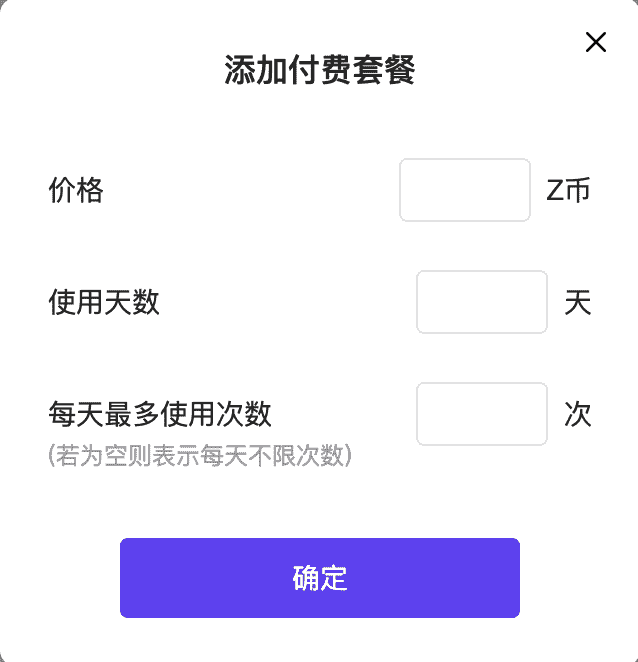 添加付费套餐
价格 Z币
使用天数 天
每天最多使用次数 次
(若为空则表示每天不限次数)
确定